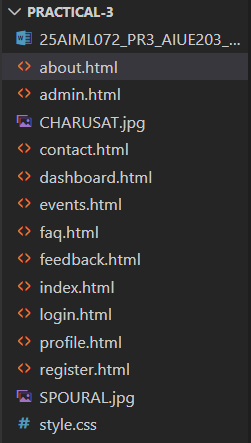 PRACTICAL-3
25AIML072_PR3_AIUE203_...
about.html
admin.html
CHARUSAT.jpg
contact.html
dashboard.html
events.html
faq.html
feedback.html
index.html
login.html
profile.html
register.html
SPOURAL.jpg
style.css